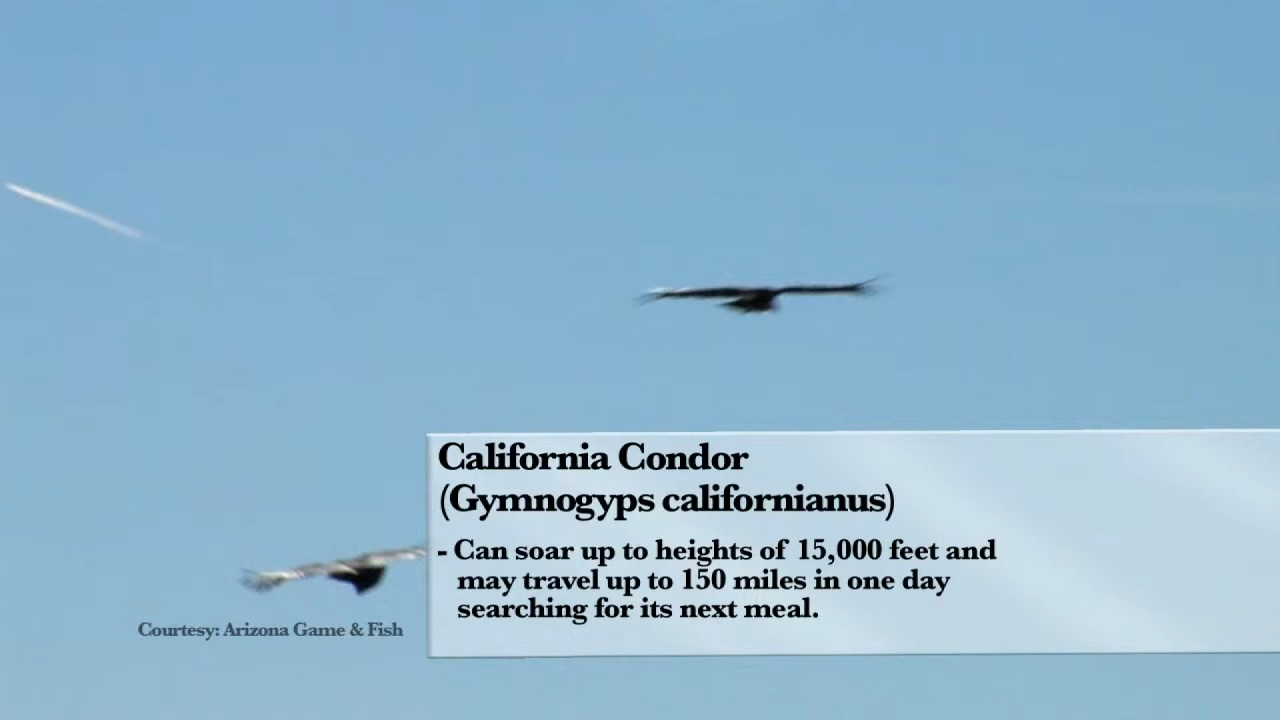 California Condor
(Gymnogyps californianus)
- Can soar up to heights of 15,000 feet and
may travel up to 150 miles in one day
searching for its next meal.
Courtesy: Arizona Game & Fish